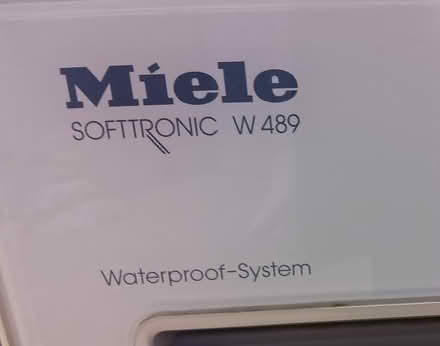 Miele
SOFTTRONIC W 489
Waterproof-System